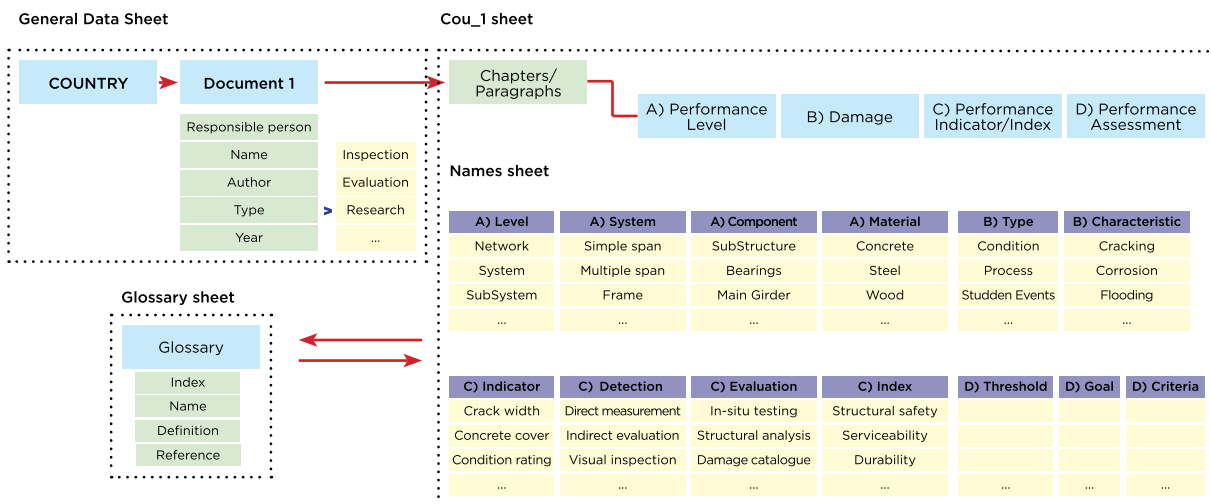 General Data Sheet
Cou_1 sheet
COUNTRY
Document 1
Chapters/
Paragraphs
A) Performance
Level
B) Damage
C) Performance
Indicator/Index
D) Performance
Assessment
Responsible person
Name
Inspection
Author
Evaluation
Type
>
Research
Year
...
Names sheet
A) Level
A) System
A) Component
A) Material
B) Type
B) Characteristic
Network
Simple span
SubStructure
Concrete
Condition
Cracking
System
Multiple span
Bearings
Steel
Process
Corrosion
SubSystem
Frame
Main Girder
Wood
Studden Events
Flooding
...
...
...
...
...
...
Glossary sheet
Glossary
Index
Name
Definition
Reference
C) Indicator
C) Detection
C) Evaluation
C) Index
D) Threshold
D) Goal
D) Criteria
Crack width
Direct measurement
In-situ testing
Structural safety
Concrete cover
Indirect evaluation
Structural analysis
Serviceability
Condition rating
Visual inspection
Damage catalogue
Durability
...
...
...
...
...
...
...